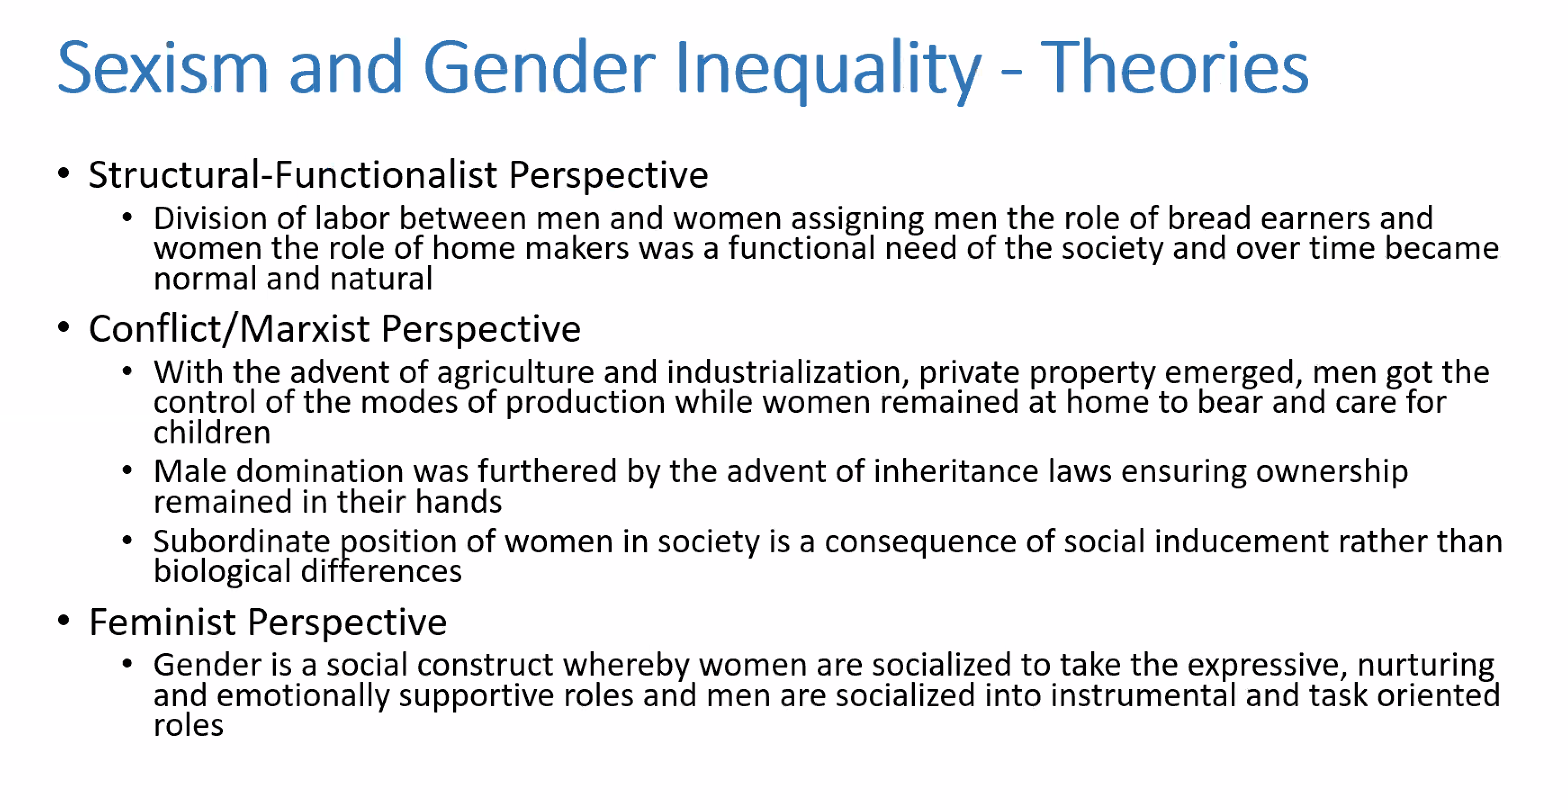 Sexism and Gender Inequality - Theories
• Structural-Functionalist Perspective
• Division of labor between men and women assigning men the role of bread earners and
women the role of home makers was a functional need of the society and over time became
normal and natural
• Conflict/Marxist Perspective
• With the advent of agriculture and industrialization, private property emerged, men got the
control of the modes of production while women remained at home to bear and care for
children
• Male domination was furthered by the advent of inheritance laws ensuring ownership
remained in their hands
• Subordinate position of women in society is a consequence of social inducement rather than
biological differences
• Feminist Perspective
• Gender is a social construct whereby women are socialized to take the expressive, nurturing
and emotionally supportive roles and men are socialized into instrumental and task oriented
roles